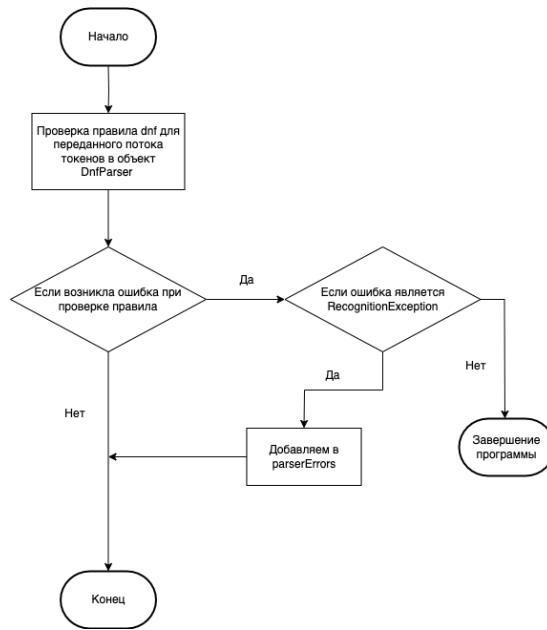 Начало
Проверка правила dnf для
переданного потока
токенов в объект
DnfParser
Если возникла ошибка при
проверке правила
Да
Если ошибка является
RecognitionException
Нет
Да
Нет
Добавляем в
parserErrors
Завершение
программы
Конец